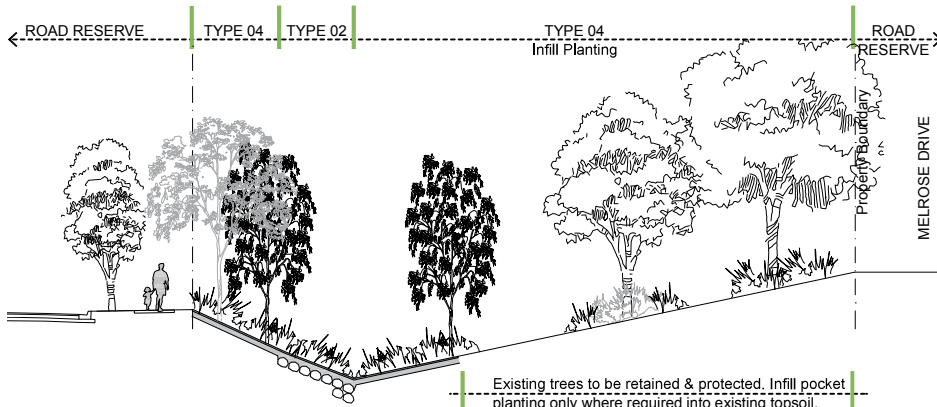 ROAD RESERVE
TYPE 04
TYPE 02
TYPE 04
Infill Planting
ROAD
RESERVE
Property Boundary
MELROSE DRIVE
Existing trees to be retained & protected. Infill pocket
planting only where required into existing topsoil.